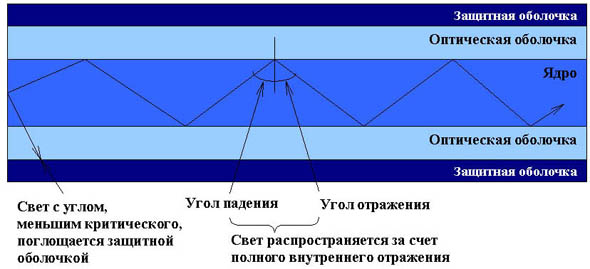 Защитная оболочка
Оптическая оболочка
Ядро
Оптическая оболочка
Защитная оболочка
Свет с углом,
меньшим критического,
поглощается защитной
оболочкой
Угол падения
Угол отражения
Свет распространяется за счет
полного внутреннего отражения